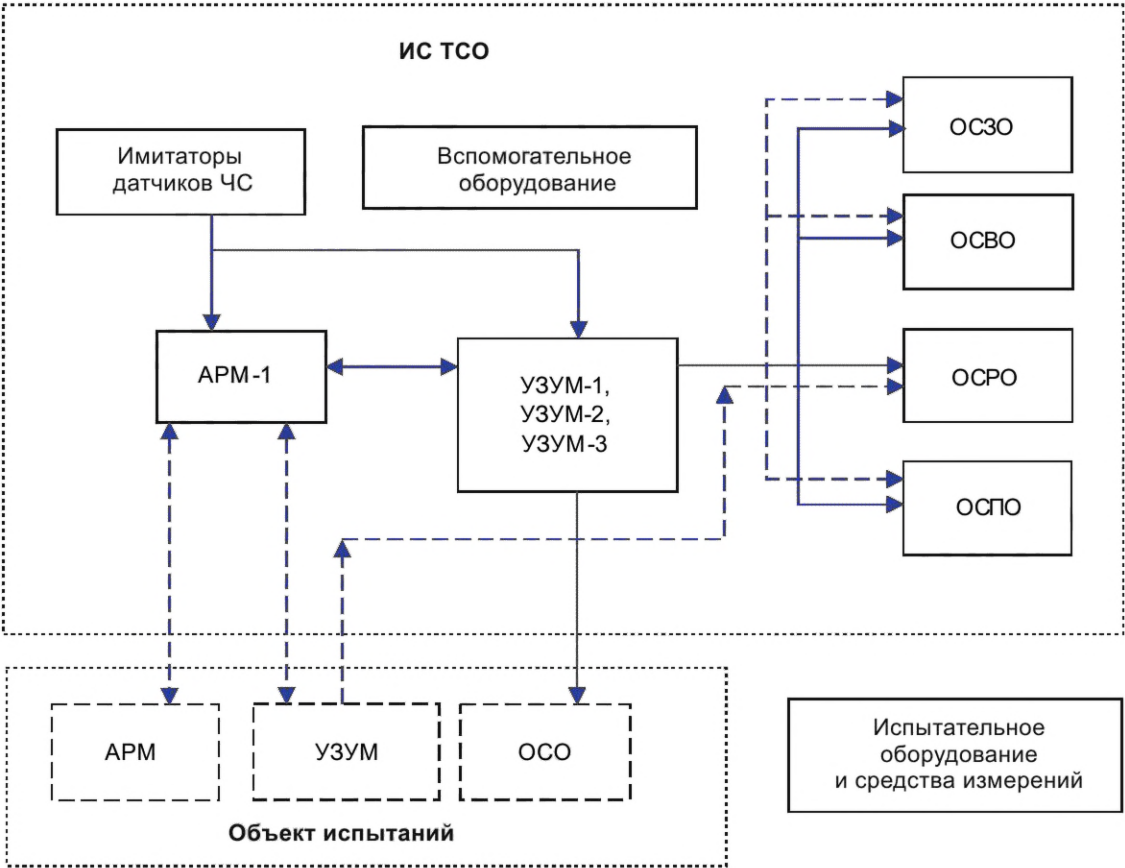 ИС ТСО
Имитаторы
датчиков ЧС
Вспомогательное
оборудование
ОСЗО
ОСВО
АРМ-1
УЗУМ-1,
УЗУМ-2,
УЗУМ-3
ОСРО
ОСПО
АРМ
УЗУМ
ОСО
Объект испытаний
Испытательное
оборудование
и средства измерений